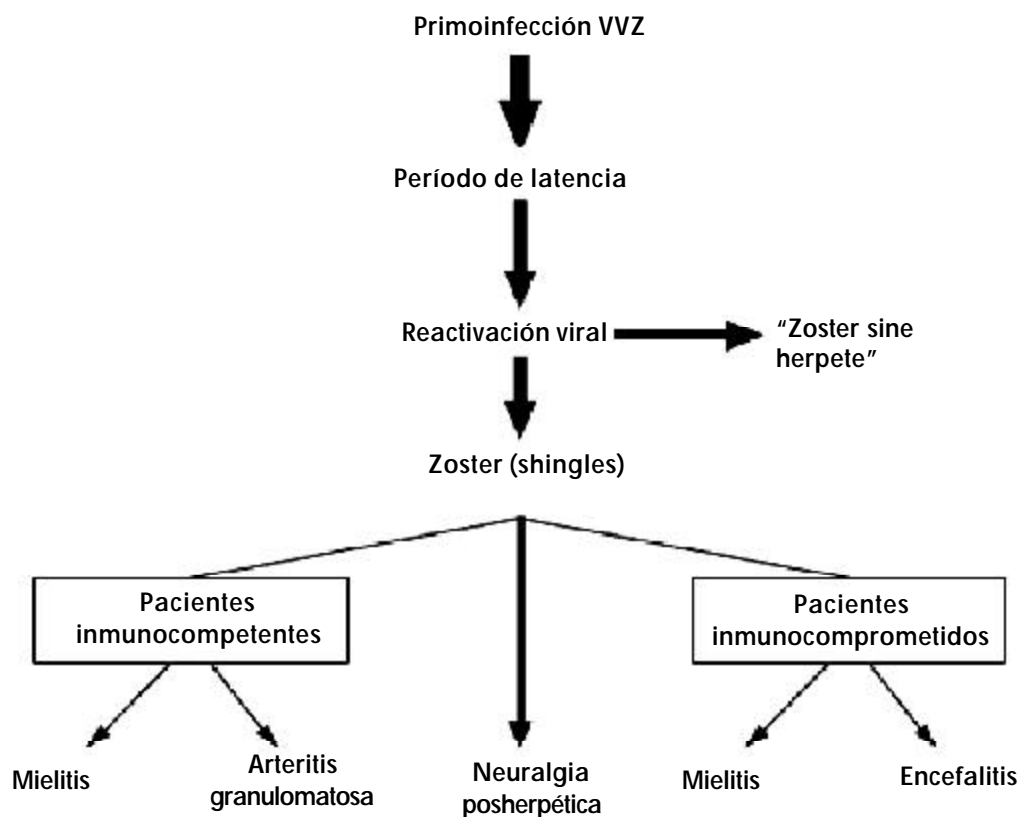 Primoinfección VVZ
Período de latencia
Reactivación viral
“Zoster sine
herpete”
Zoster (shingles)
Pacientes
inmunocompetentes
Pacientes
inmunocomprometidos
Mielitis
Arteritis
granulomatosa
Neuralgia
posherpética
Mielitis
Encefalitis